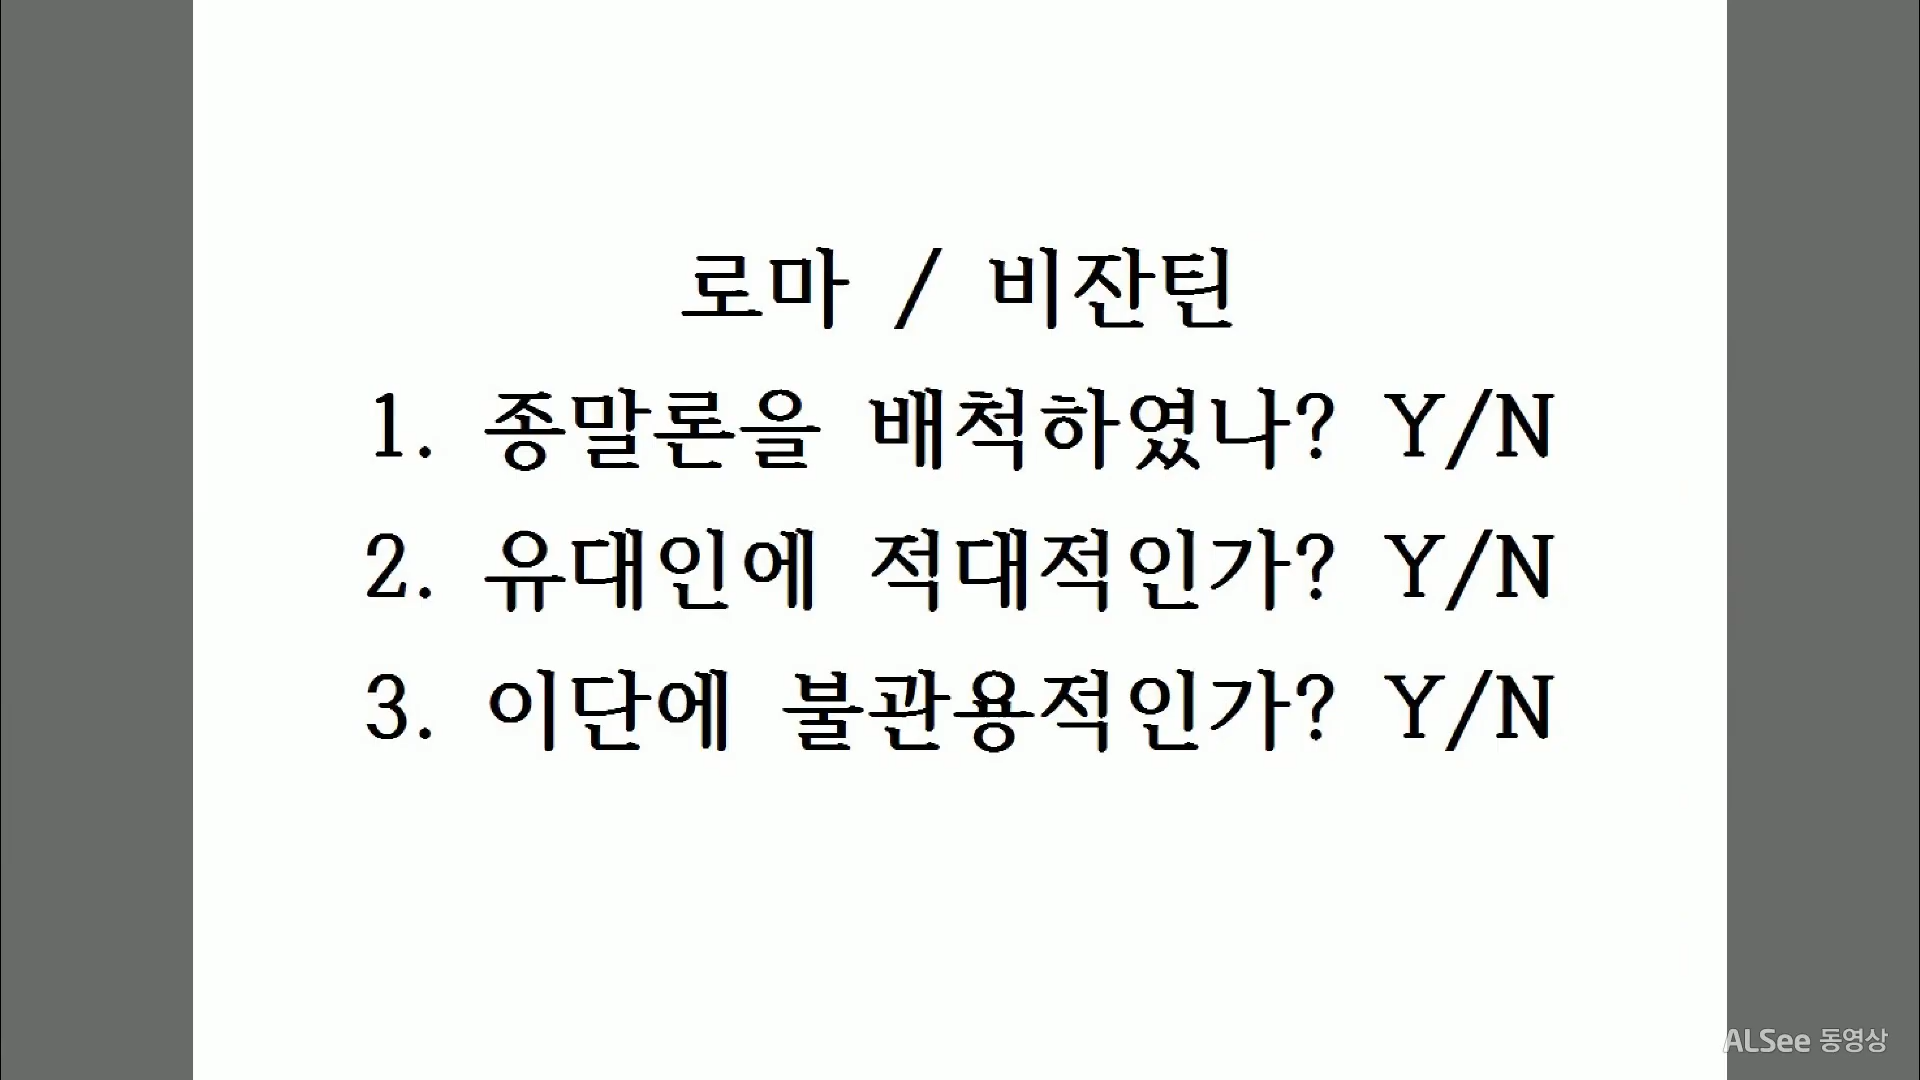 로마 / 비잔틴
1. 종말론을 배척하였나? Y/N
2. 유대인에 적대적인가? Y/N
3. 이단에 불관용적인가? Y/N
ALSee 동영상